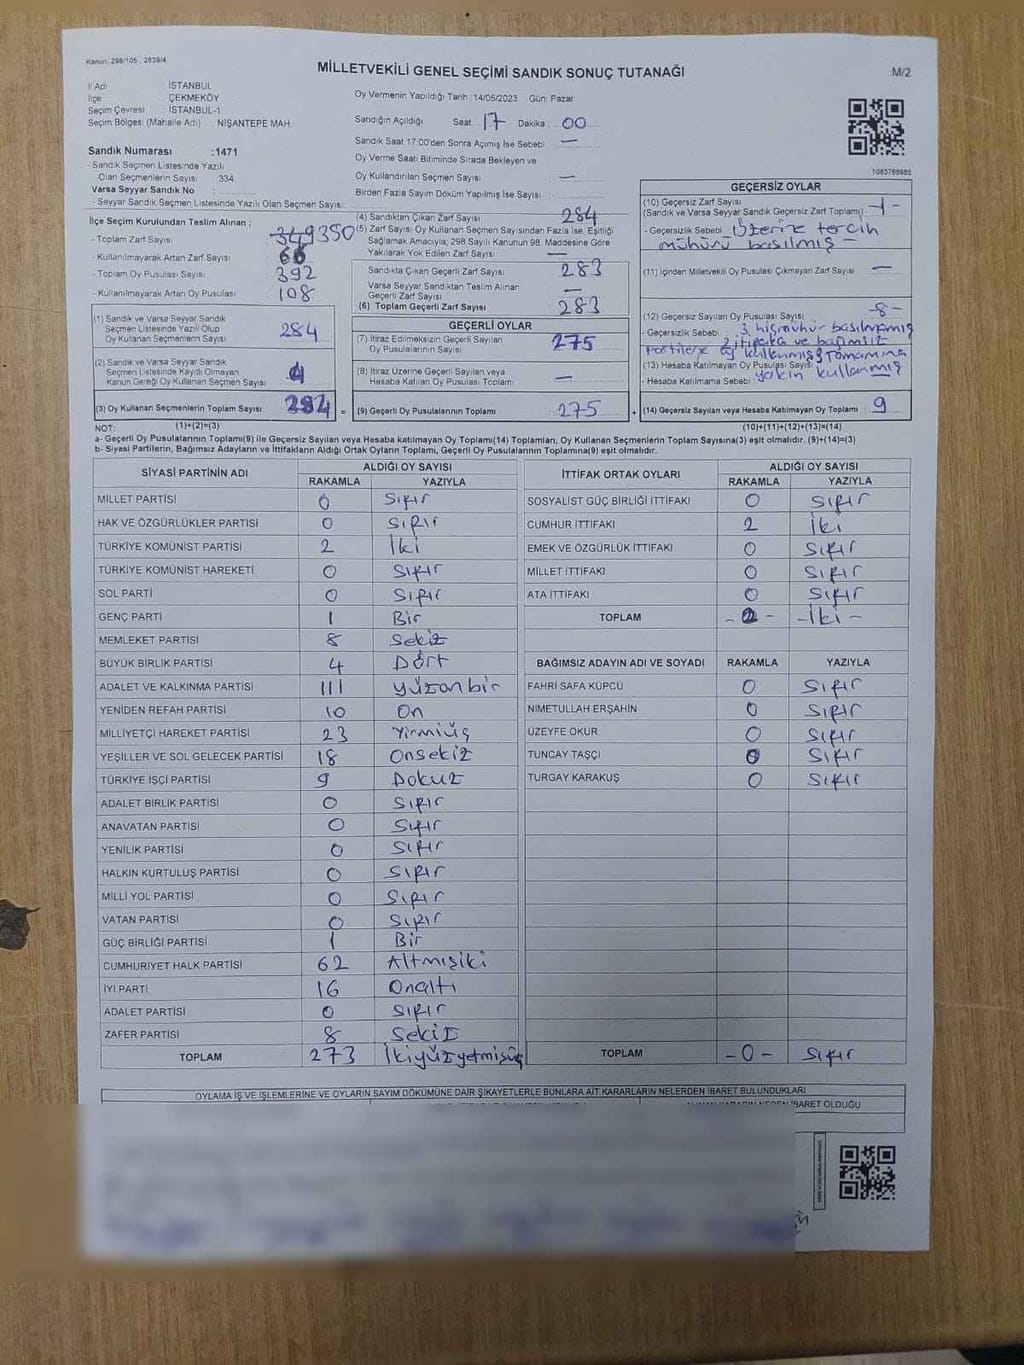 Kanun: 298/105, 2839/4
MİLLETVEKİLİ GENEL SEÇİMİ SANDIK SONUÇ TUTANAĞI
M/2
İl Adı : İSTANBUL
İlçe : ÇEKMEKÖY
Seçim Çevresi : İSTANBUL-1
Seçim Bölgesi (Mahalle Adı) : NİŞANTEPE MAH.
Oy Vermenin Yapıldığı Tarih :14/05/2023 Gün: Pazar
Sandığın Açıldığı Saat: 17 Dakika: 00
Sandık Saat 17:00'den Sonra Açımış İse Sebebi —
Oy Verme Saati Bitiminde Sırada Bekleyen ve
Oy Kullandırılan Seçmen Sayısı : —
Birden Fazla Sayım Döküm Yapılmış İse Sayısı :
Sandık Numarası :1471
- Sandık Seçmen Listesinde Yazılı
Olan Seçmenlerin Sayısı 334
Varsa Seyyar Sandık No :
- Seyyar Sandık Seçmen Listesinde Yazılı Olan Seçmen Sayısı:
1083788985
İlçe Seçim Kurulundan Teslim Alınan ;
- Toplam Zarf Sayısı : 350
- Kullanılmayarak Artan Zarf Sayısı : 66
- Toplam Oy Pusulası Sayısı : 392
- Kullanılmayarak Artan Oy Pusulası : 108
(1) Sandık ve Varsa Seyyar Sandık
Seçmen Listesinde Yazılı Olup
Oy Kullanan Seçmenlerin Sayısı 284
(2) Sandık ve Varsa Seyyar Sandık
Seçmen Listesinde Kayıtlı Olmayan
Kanun Gereği Oy Kullanan Seçmen Sayısı
(3) Oy Kullanan Seçmenlerin Toplam Sayısı 284 =
(1)+(2)=(3)
(4) Sandıktan Çıkan Zarf Sayısı 284
(5) Zarf Sayısı Oy Kullanan Seçmen Sayısından Fazla İse, Eşitliği
Sağlamak Amacıyla; 298 Sayılı Kanunun 98. Maddesine Göre
Yakılarak Yok Edilen Zarf Sayısı —
Sandıkta Çıkan Geçerli Zarf Sayısı 283
Varsa Seyyar Sandıktan Teslim Alınan
Geçerli Zarf Sayısı —
(6) Toplam Geçerli Zarf Sayısı 283
GEÇERLİ OYLAR
(7) İtiraz Edilmeksizin Geçerli Sayılan
Oy Pusulalarının Sayısı: 275
(8) İtiraz Üzerine Geçerli Sayılan veya
Hesaba Katılan Oy Pusulası Toplamı —
(9) Geçerli Oy Pusulalarının Toplamı 275 +
GEÇERSİZ OYLAR
(10) Geçersiz Zarf Sayısı
(Sandık ve Varsa Seyyar Sandık Geçersiz Zarf Toplamı) -1-
- Geçersizlik Sebebi : Üzerine tercih
mühürü basılmış —
(11) İçinden Milletvekili Oy Pusulası Çıkmayan Zarf Sayısı —
(12) Geçersiz Sayılan Oy Pusulası Sayısı -8-
- Geçersizlik Sebebi : 3. hiç mühür basılmamış
2 ittifaka ve bağımsız
Partilere oy kullanmış 3 tamamına
(13) Hesaba Katılmayan Oy Pusulası Sayısı:
- Hesaba Katılmama Sebebi: yakın kullanmış
(14) Geçersiz Sayılan veya Hesaba Katılmayan Oy Toplamı 9
(10)+(11)+(12)+(13)=(14)
NOT:
a- Geçerli Oy Pusulaları Toplamı(9) ile Geçersiz Sayılan veya Hesaba katılmayan Oy Toplamı(14) Toplamları, Oy Kullanan Seçmenlerin Toplam Sayısına(3) eşit olmalıdır. (9)+(14)=(3)
b- Siyasi Partilerin, Bağımsız Adayların ve İttifakların Aldığı Ortak Oyların Toplamı, Geçerli Oy Pusulalarının Toplamına(9) eşit olmalıdır.
SİYASİ PARTİNİN ADI ALDIĞI OY SAYISI
RAKAMLA YAZIYLA
MİLLET PARTİSİ 0 Sıfır
HAK VE ÖZGÜRLÜKLER PARTİSİ 0 Sıfır
TÜRKİYE KOMÜNİST PARTİSİ 2 İki
TÜRKİYE KOMÜNİST HAREKETİ 0 Sıfır
SOL PARTİ 0 Sıfır
GENÇ PARTİ 1 Bir
MEMLEKET PARTİSİ 8 Sekiz
BÜYÜK BİRLİK PARTİSİ 4 Dört
ADALET VE KALKINMA PARTİSİ 111 yüzonbir
YENİDEN REFAH PARTİSİ 10 On
MİLLİYETÇİ HAREKET PARTİSİ 23 Yirmiüç
YEŞİLLER VE SOL GELECEK PARTİSİ 18 Onsekiz
TÜRKİYE İŞÇİ PARTİSİ 9 Dokuz
ADALET BİRLİK PARTİSİ 0 Sıfır
ANAVATAN PARTİSİ 0 Sıfır
YENİLİK PARTİSİ 0 Sıfır
HALKIN KURTULUŞ PARTİSİ 0 Sıfır
MİLLİ YOL PARTİSİ 0 Sıfır
VATAN PARTİSİ 0 Sıfır
GÜÇ BİRLİĞİ PARTİSİ 1 Bir
CUMHURİYET HALK PARTİSİ 62 Altmışiki
İYİ PARTİ 16 Onaltı
ADALET PARTİSİ 0 Sıfır
ZAFER PARTİSİ 8 Sekiz
TOPLAM 273 İkiyüzyetmişüç
İTTİFAK ORTAK OYLARI ALDIĞI OY SAYISI
RAKAMLA YAZIYLA
SOSYALİST GÜÇ BİRLİĞİ İTTİFAKI 0 Sıfır
CUMHUR İTTİFAKI 2 İki
EMEK VE ÖZGÜRLÜK İTTİFAKI 0 Sıfır
MİLLET İTTİFAKI 0 Sıfır
ATA İTTİFAKI 0 Sıfır
TOPLAM -2- -İki-
BAĞIMSIZ ADAYIN ADI VE SOYADI RAKAMLA YAZIYLA
FAHRİ SAFA KÜPCÜ 0 Sıfır
NİMETULLAH ERŞAHİN 0 Sıfır
ÜZEYFE OKUR 0 Sıfır
TUNCAY TAŞÇI 0 Sıfır
TURGAY KARAKUŞ 0 Sıfır
TOPLAM -0- Sıfır
OYLAMA İŞ VE İŞLEMLERİNE VE OYLARIN SAYIM DÖKÜMÜNE DAİR ŞİKAYETLERLE BUNLARA AİT KARARLARIN NELERDEN İBARET BULUNDUKLARI
İBARET OLDUĞU